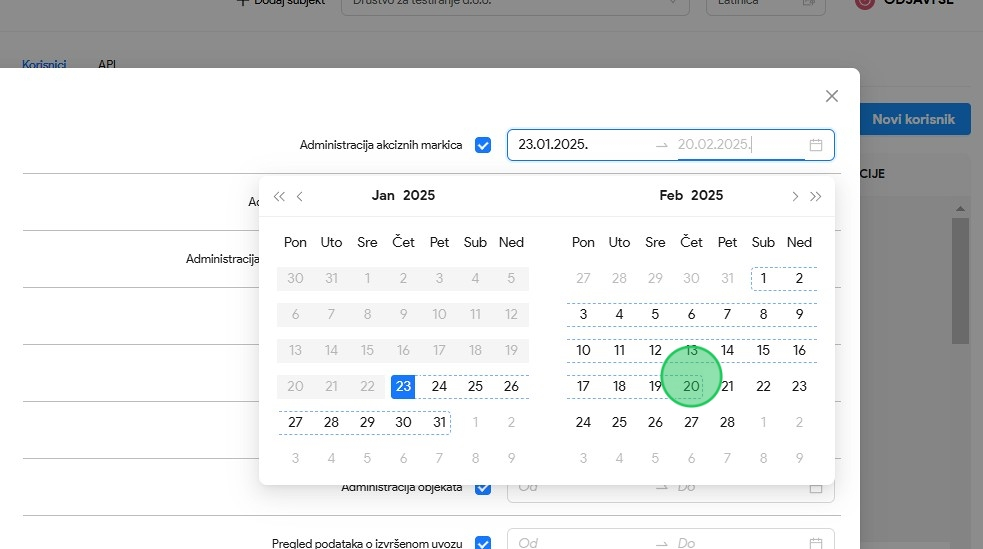 Dodaj subjekt
Društvo za testiranje d.o.o.
Latinica
ODJAVI SE
Korisnici
API
Novi korisnik
Administracija akciznih markica
23.01.2025.
20.02.2025.
CIJE
Jan 2025
Feb 2025
Pon Uto Sre Čet Pet Sub Ned
Pon Uto Sre Čet Pet Sub Ned
Administracija
30 31 1 2 3 4 5
27 28 29 30 31 1 2
6 7 8 9 10 11 12
3 4 5 6 7 8 9
13 14 15 16 17 18 19
10 11 12 13 14 15 16
20 21 22 23 24 25 26
17 18 19 20 21 22 23
27 28 29 30 31 1 2
24 25 26 27 28 1 2
3 4 5 6 7 8 9
3 4 5 6 7 8 9
Administracija objekata
Od
Do
Pregled podataka o izvršenom uvozu
Od
Do